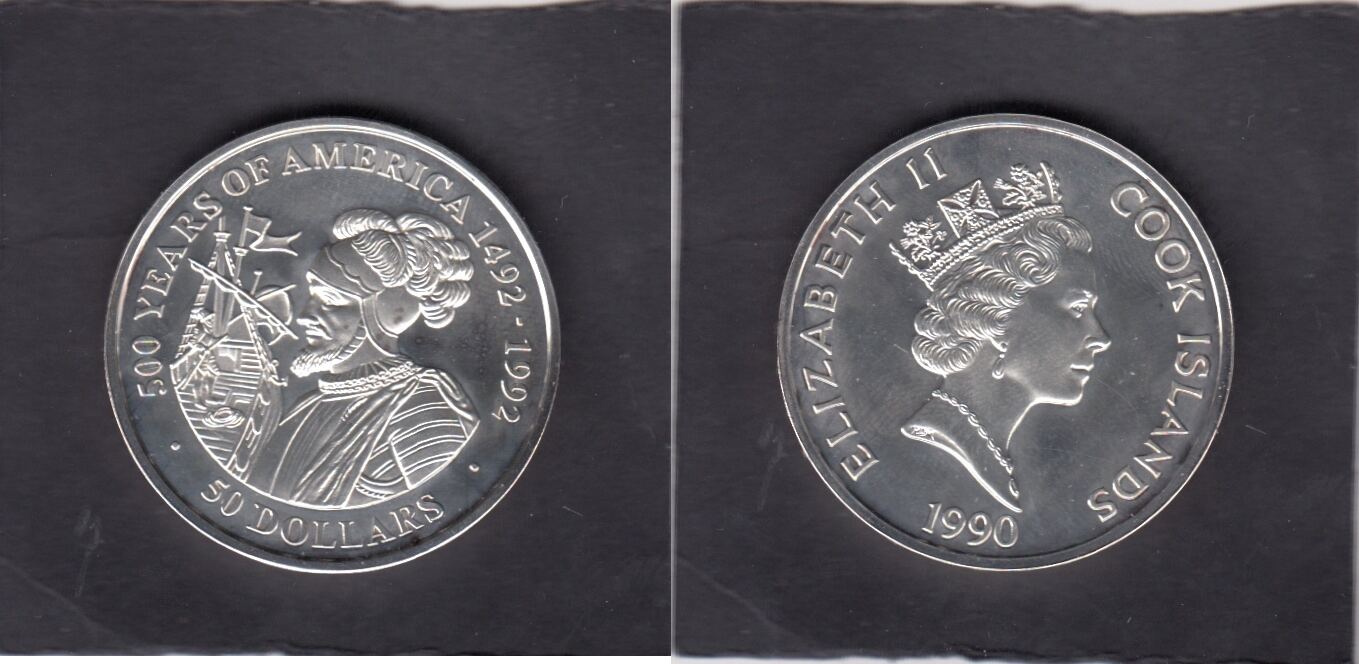 500 YEARS OF AMERICA 1492-1992
50 DOLLARS
ELIZABETH II
COOK ISLANDS
1990